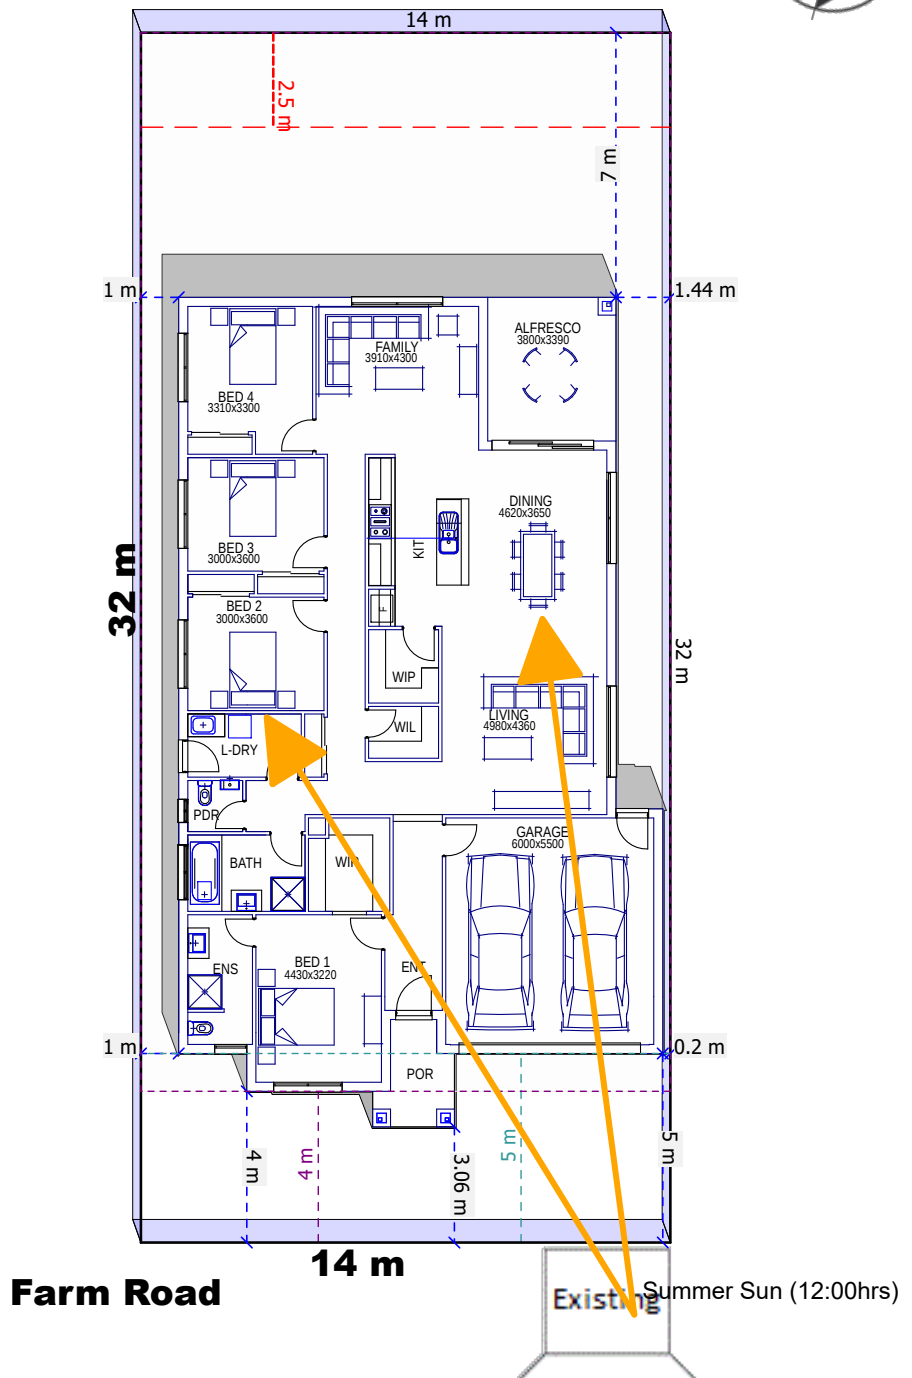 14 m
2.5 m
7 m
1 m
1.44 m
ALFRESCO
3800x3390
FAMILY
3910x4300
BED 4
3310x3300
DINING
4620x3650
KIT
BED 3
3000x3600
32 m
BED 2
3000x3600
F
32 m
WIP
LIVING
4980x4360
WIL
L-DRY
PDR
GARAGE
6000x5500
BATH
WIR
ENS
BED 1
4430x3220
ENT
1 m
0.2 m
POR
4 m
4 m
3.06 m
5 m
5 m
14 m
Farm Road
Existing
Summer Sun (12:00hrs)